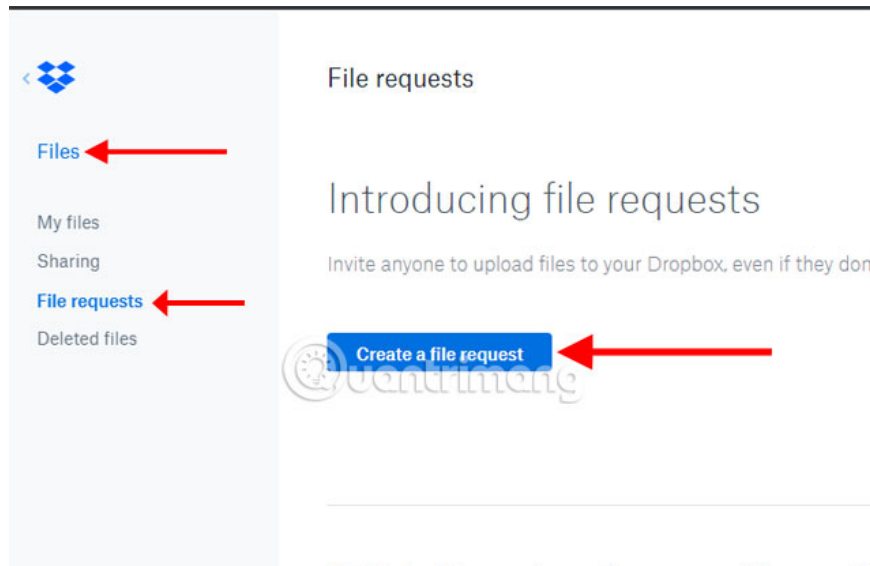 Files
My files
Sharing
File requests
Deleted files
File requests
Introducing file requests
Invite anyone to upload files to your Dropbox, even if they don
Create a file request
Quantrimang